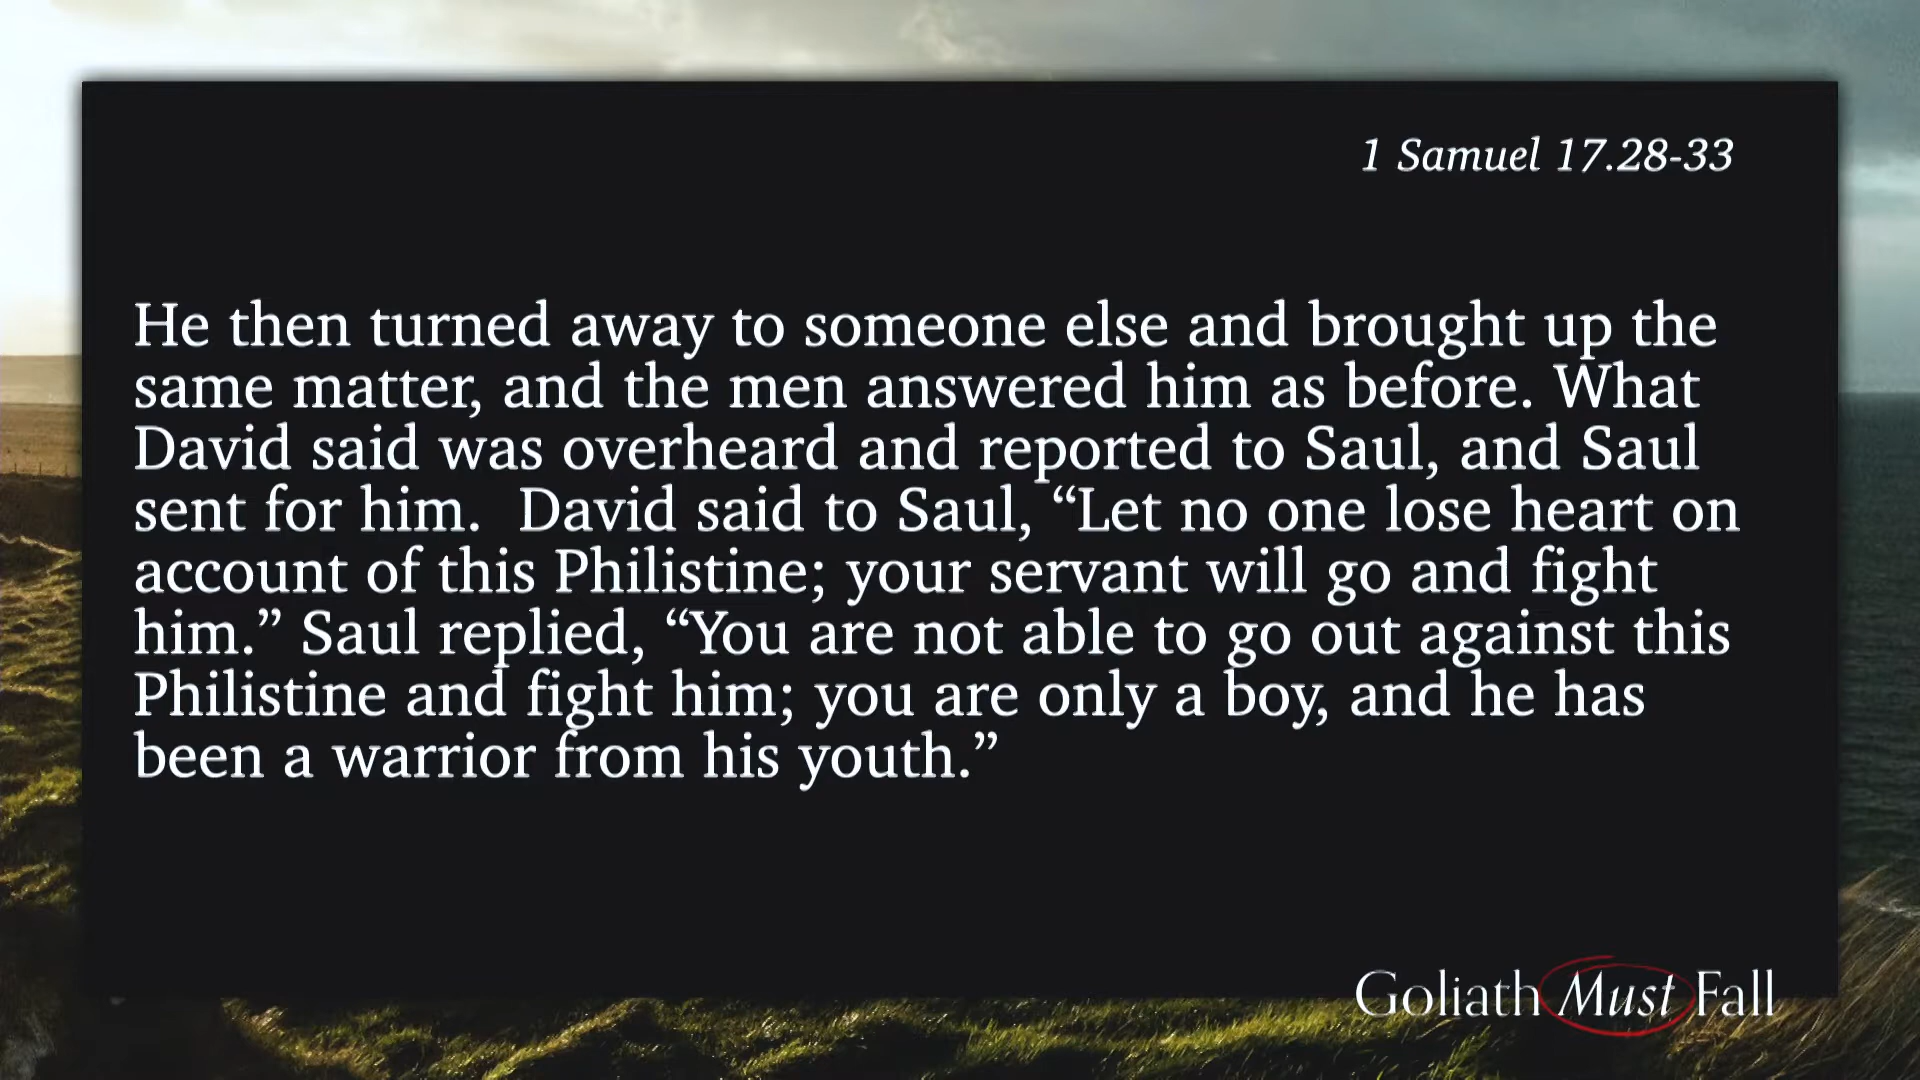 1 Samuel 17.28-33
He then turned away to someone else and brought up the
same matter, and the men answered him as before. What
David said was overheard and reported to Saul, and Saul
sent for him.  David said to Saul, “Let no one lose heart on
account of this Philistine; your servant will go and fight
him.” Saul replied, “You are not able to go out against this
Philistine and fight him; you are only a boy, and he has
been a warrior from his youth.”
Goliath Must Fall